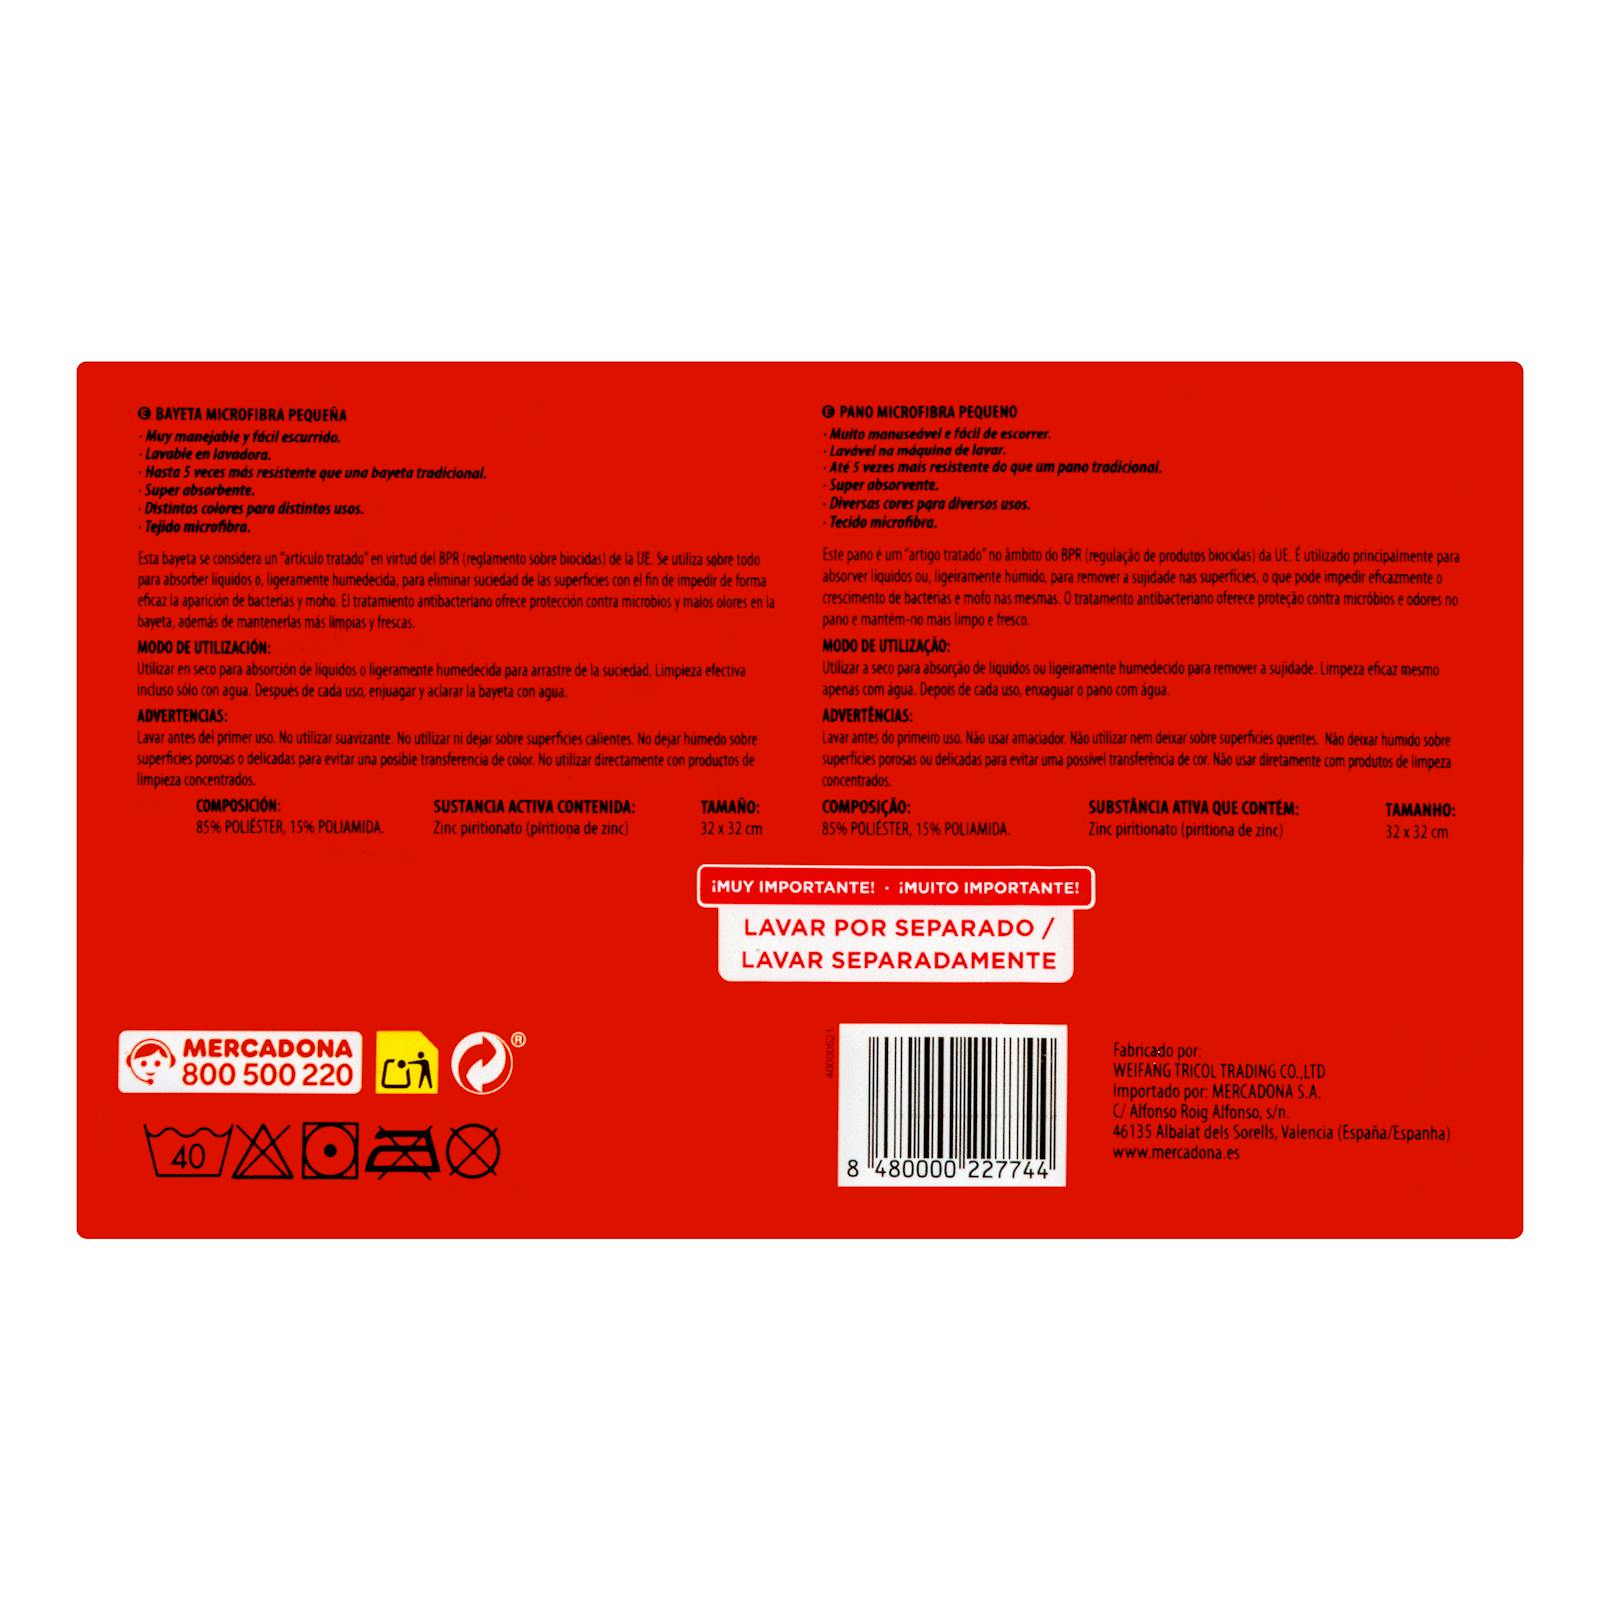 E BAYETA MICROFIBRA PEQUEÑA
· Muy manejable y fácil escurrido.
· Lavable en lavadora.
· Hasta 5 veces más resistente que una bayeta tradicional.
· Super absorbente.
· Distintos colores para distintos usos.
· Tejido microfibra.
Esta bayeta se considera un "artículo tratado" en virtud del BPR (reglamento sobre biocidas) de la UE. Se utiliza sobre todo
para absorber líquidos o, ligeramente humedecida, para eliminar suciedad de las superficies con el fin de impedir de forma
eficaz la aparición de bacterias y moho. El tratamiento antibacteriano ofrece protección contra microbios y malos olores en la
bayeta, además de mantenerlas más limpias y frescas.
MODO DE UTILIZACIÓN:
Utilizar en seco para absorción de líquidos o ligeramente humedecida para arrastre de la suciedad. Limpieza efectiva
incluso sólo con agua. Después de cada uso, enjuagar y aclarar la bayeta con agua.
ADVERTENCIAS:
Lavar antes del primer uso. No utilizar suavizante. No utilizar ni dejar sobre superficies calientes. No dejar húmedo sobre
superficies porosas o delicadas para evitar una posible transferencia de color. No utilizar directamente con productos de
limpieza concentrados.
COMPOSICIÓN: SUSTANCIA ACTIVA CONTENIDA: TAMAÑO:
85% POLIÉSTER, 15% POLIAMIDA. Zinc piritionato (piritiona de zinc) 32 x 32 cm
E PANO MICROFIBRA PEQUENO
· Muito manuseável e fácil de escorrer.
· Lavável na máquina de lavar.
· Até 5 vezes mais resistente do que um pano tradicional.
· Super absorvente.
· Diversas cores para diversos usos.
· Tecido microfibra.
Este pano é um "artigo tratado" no âmbito do BPR (regulação de produtos biocidas) da UE. É utilizado principalmente para
absorver líquidos ou, ligeiramente húmido, para remover a sujidade nas superfícies, o que pode impedir eficazmente o
crescimento de bactérias e mofo nas mesmas. O tratamento antibacteriano oferece proteção contra micróbios e odores no
pano e mantém-no mais limpo e fresco.
MODO DE UTILIZAÇÃO:
Utilizar a seco para absorção de líquidos ou ligeiramente humedecido para remover a sujidade. Limpeza eficaz mesmo
apenas com água. Depois de cada uso, enxaguar o pano com água.
ADVERTÊNCIAS:
Lavar antes do primeiro uso. Não usar amaciador. Não utilizar nem deixar sobre superfícies quentes. Não deixar húmido sobre
superfícies porosas ou delicadas para evitar uma possível transferência de cor. Não usar diretamente com produtos de limpeza
concentrados.
COMPOSIÇÃO: SUBSTÂNCIA ATIVA QUE CONTÉM: TAMANHO:
85% POLIÉSTER, 15% POLIAMIDA. Zinc piritionato (piritiona de zinc) 32 x 32 cm
¡MUY IMPORTANTE! · ¡MUITO IMPORTANTE!
LAVAR POR SEPARADO /
LAVAR SEPARADAMENTE
MERCADONA
800 500 220
®
40
40000521
8 480000 227744
Fabricado por:
WEIFANG TRICOL TRADING CO.,LTD
Importado por: MERCADONA S.A.
C/ Alfonso Roig Alfonso, s/n.
46135 Albalat dels Sorells, Valencia (España/Espanha)
www.mercadona.es